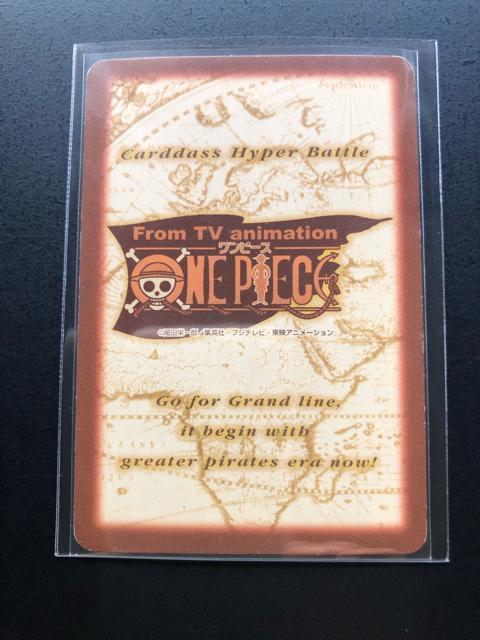 Septentrio
Carddass Hyper Battle
From TV animation
ワンピース
ONE PIECE
©尾田栄一郎／集英社・フジテレビ・東映アニメーション
Go for Grand line,
it begin with
greater pirates era now!